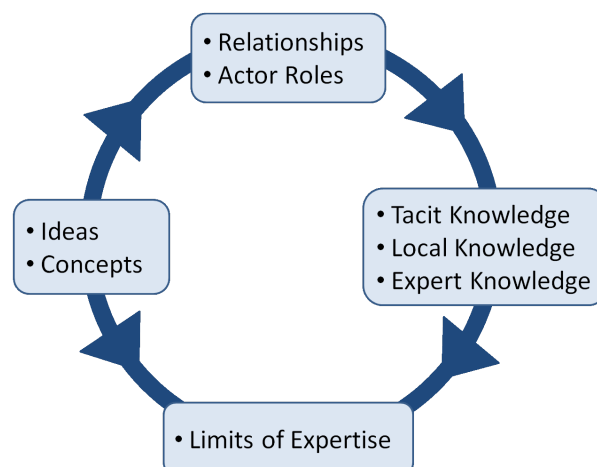 • Relationships
• Actor Roles
• Ideas
• Concepts
• Tacit Knowledge
• Local Knowledge
• Expert Knowledge
• Limits of Expertise